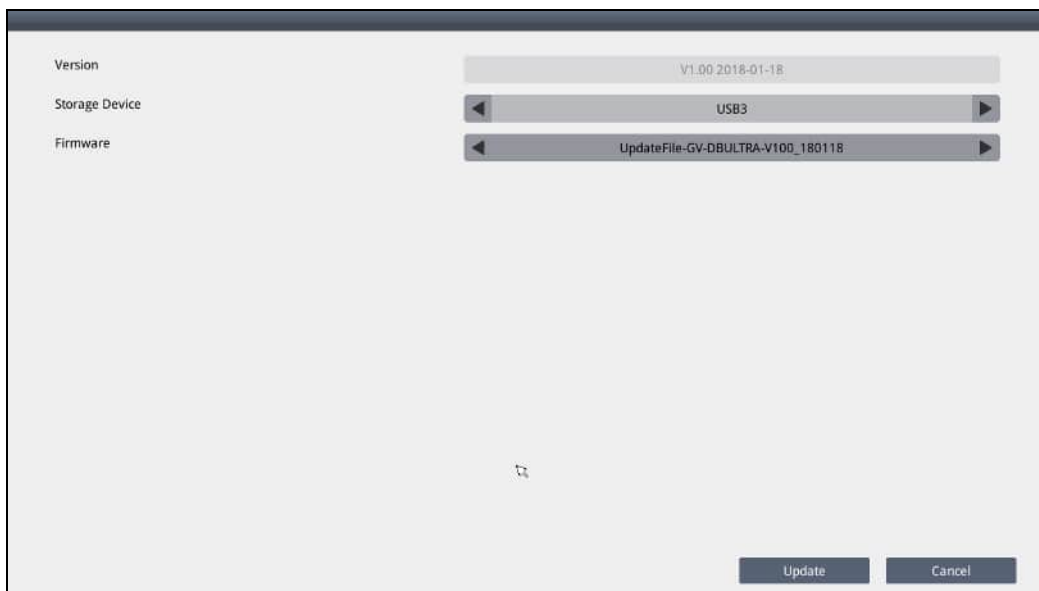 Version
V1.00 2018-01-18
Storage Device
USB3
Firmware
UpdateFile-GV-DBULTRA-V100_180118
Update
Cancel